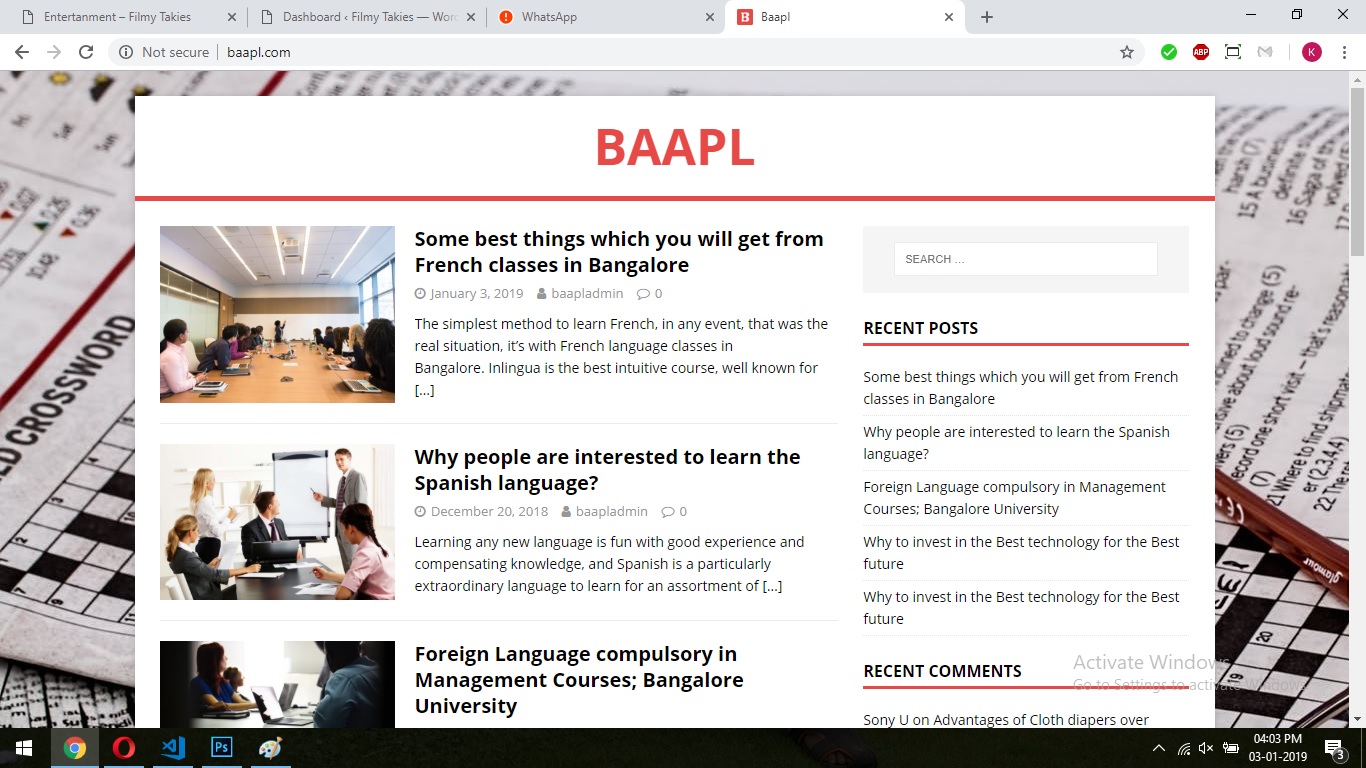 Entertanment – Filmy Takies
Dashboard ‹ Filmy Takies — Worc
WhatsApp
Baapl
Not secure
baapl.com
ABP
K
BAAPL
Some best things which you will get from
French classes in Bangalore
January 3, 2019 baapladmin 0
The simplest method to learn French, in any event, that was the
real situation, it’s with French language classes in
Bangalore. Inlingua is the best intuitive course, well known for
[...]
Why people are interested to learn the
Spanish language?
December 20, 2018 baapladmin 0
Learning any new language is fun with good experience and
compensating knowledge, and Spanish is a particularly
extraordinary language to learn for an assortment of [...]
Foreign Language compulsory in
Management Courses; Bangalore
University
SEARCH ...
RECENT POSTS
Some best things which you will get from French
classes in Bangalore
Why people are interested to learn the Spanish
language?
Foreign Language compulsory in Management
Courses; Bangalore University
Why to invest in the Best technology for the Best
future
Why to invest in the Best technology for the Best
future
RECENT COMMENTS
Sony U on Advantages of Cloth diapers over
Activate Windows
Go to Settings to activate Windows.
CROSSWORD
glamour
Ps
04:03 PM
03-01-2019
3